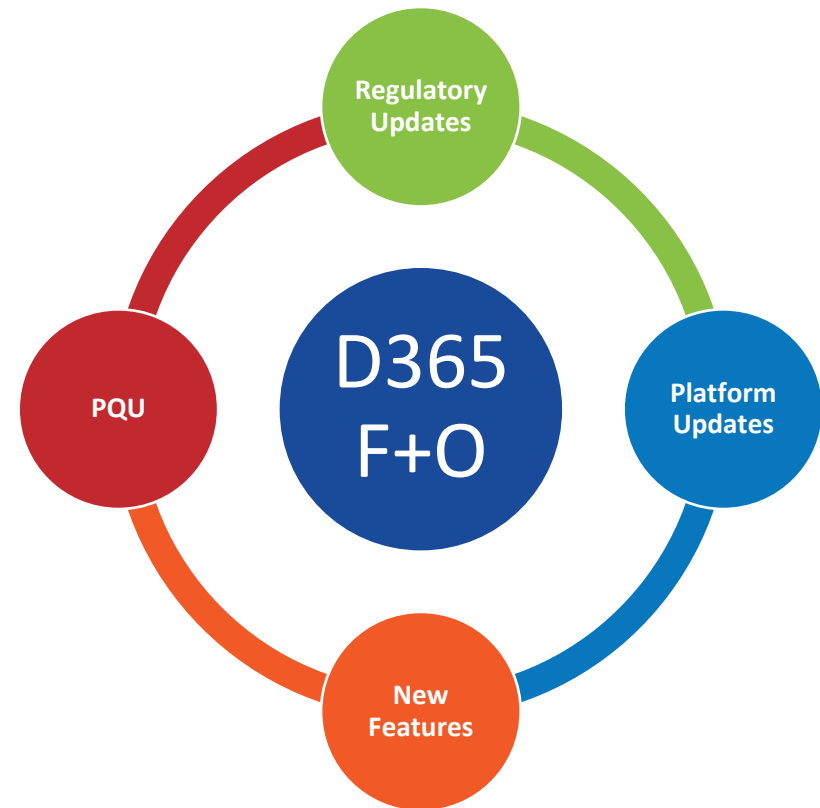 Regulatory
Updates
D365
F+O
PQU
Platform
Updates
New
Features